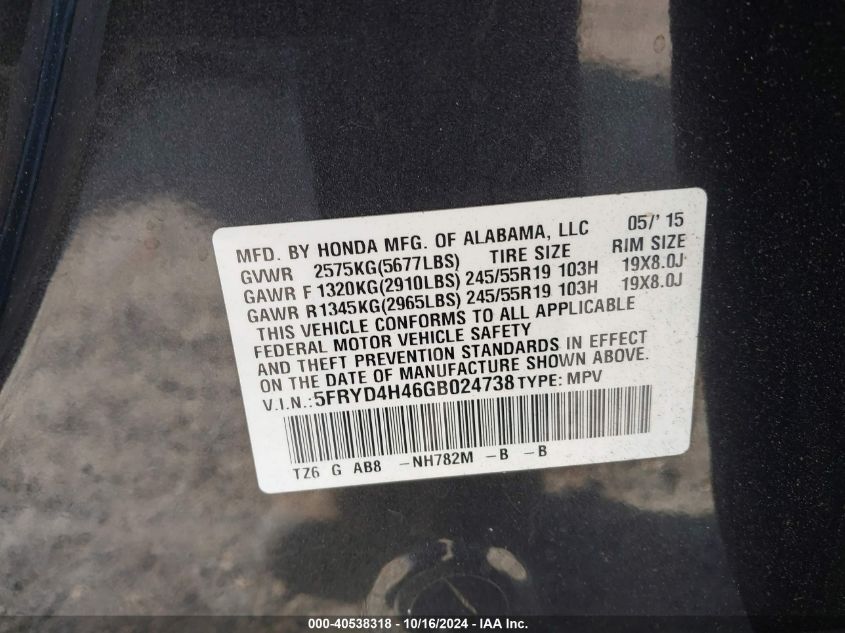 MFD. BY HONDA MFG. OF ALABAMA, LLC 05/' 15
GVWR 2575KG(5677LBS) TIRE SIZE RIM SIZE
GAWR F 1320KG(2910LBS) 245/55R19 103H 19X8.0J
GAWR R 1345KG(2965LBS) 245/55R19 103H 19X8.0J
THIS VEHICLE CONFORMS TO ALL APPLICABLE
FEDERAL MOTOR VEHICLE SAFETY
AND THEFT PREVENTION STANDARDS IN EFFECT
ON THE DATE OF MANUFACTURE SHOWN ABOVE.
V.I.N.:5FRYD4H46GB024738 TYPE: MPV
TZ6 G AB8 -NH782M -B -B
000-40538318 - 10/16/2024 - IAA Inc.